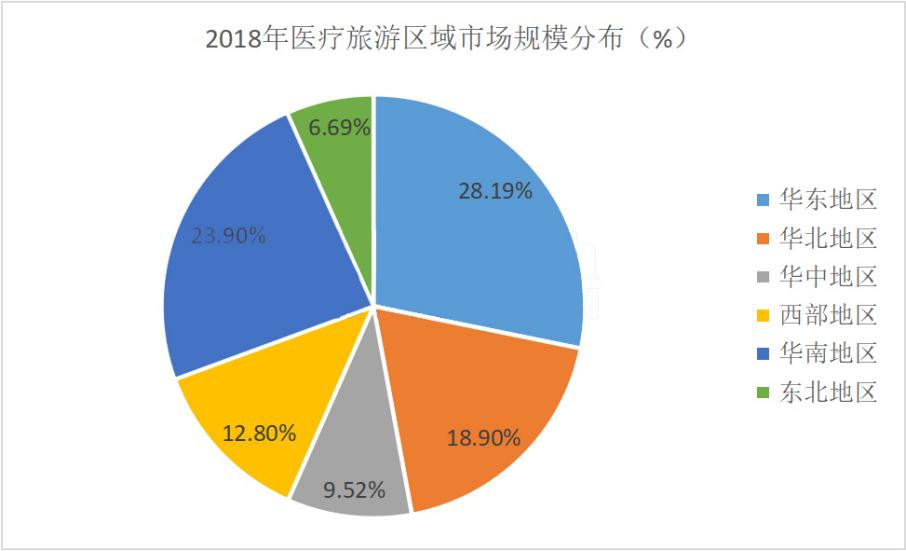 2018年医疗旅游区域市场规模分布（%）
6.69%
28.19%
23.90%
12.80%
18.90%
9.52%
华东地区
华北地区
华中地区
西部地区
华南地区
东北地区